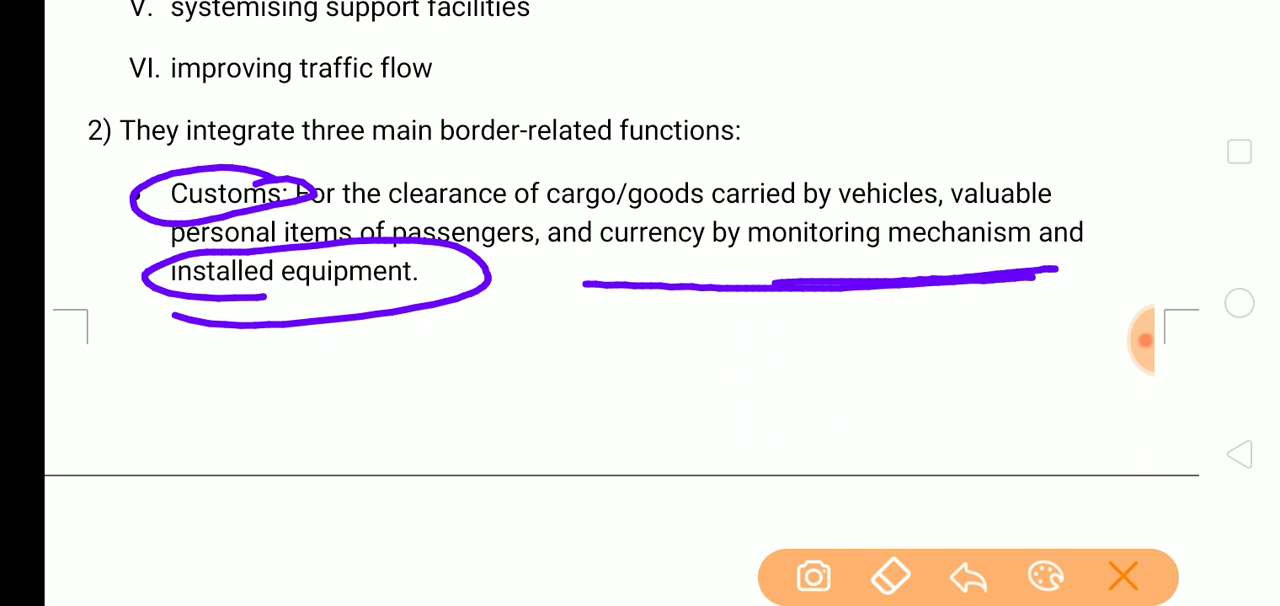 V. systemising support facilities
VI. improving traffic flow
2) They integrate three main border-related functions:
Customs: For the clearance of cargo/goods carried by vehicles, valuable
personal items of passengers, and currency by monitoring mechanism and
installed equipment.